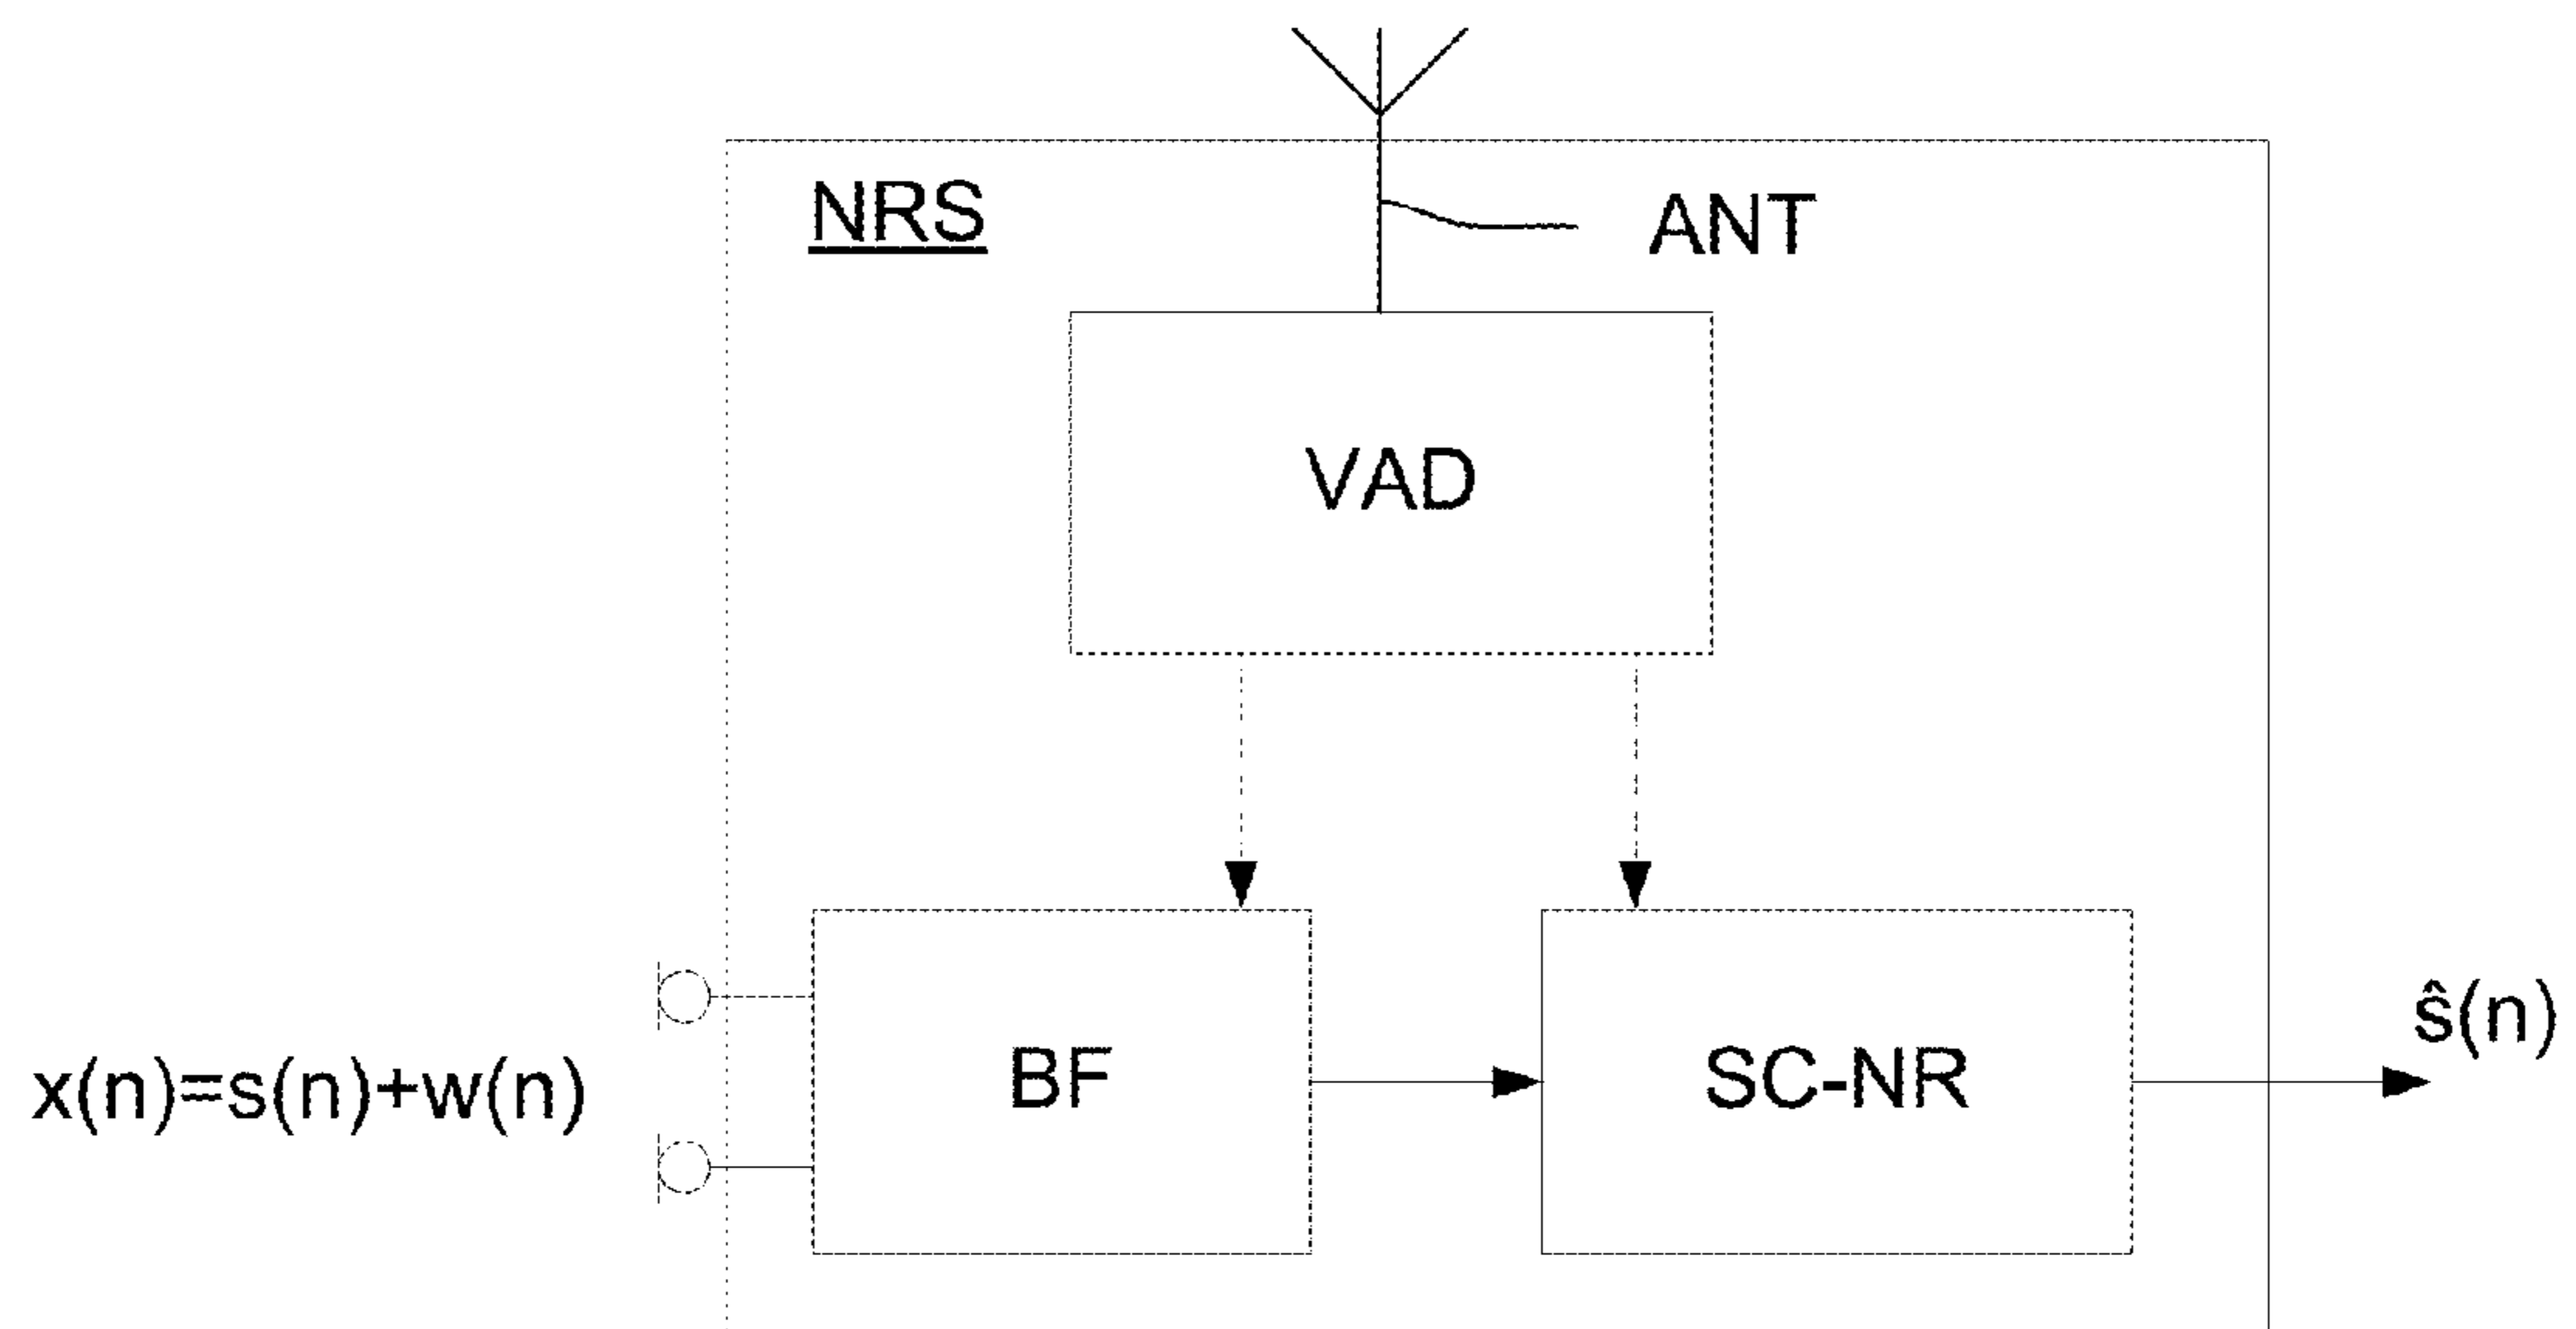 NRS
ANT
VAD
x(n)=s(n)+w(n)
BF
SC-NR
ŝ(n)